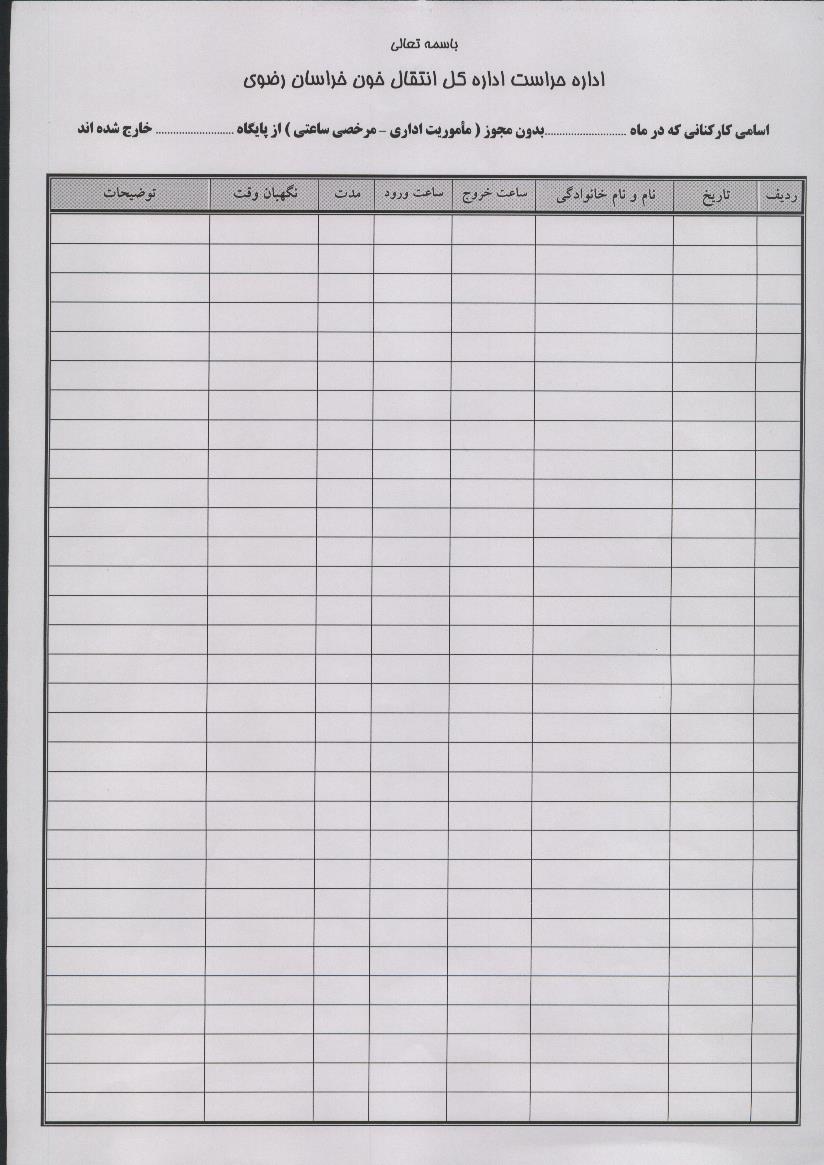 باسمه تعالی
اداره حراست اداره کل انتقال خون خراسان رضوی
اسامی کارکنانی که در ماه ..........................بدون مجوز ( مأموریت اداری - مرخصی ساعتی ) از پایگاه .......................... خارج شده اند
ردیف تاریخ نام و نام خانوادگی ساعت خروج ساعت ورود مدت نگهبان وقت توضیحات